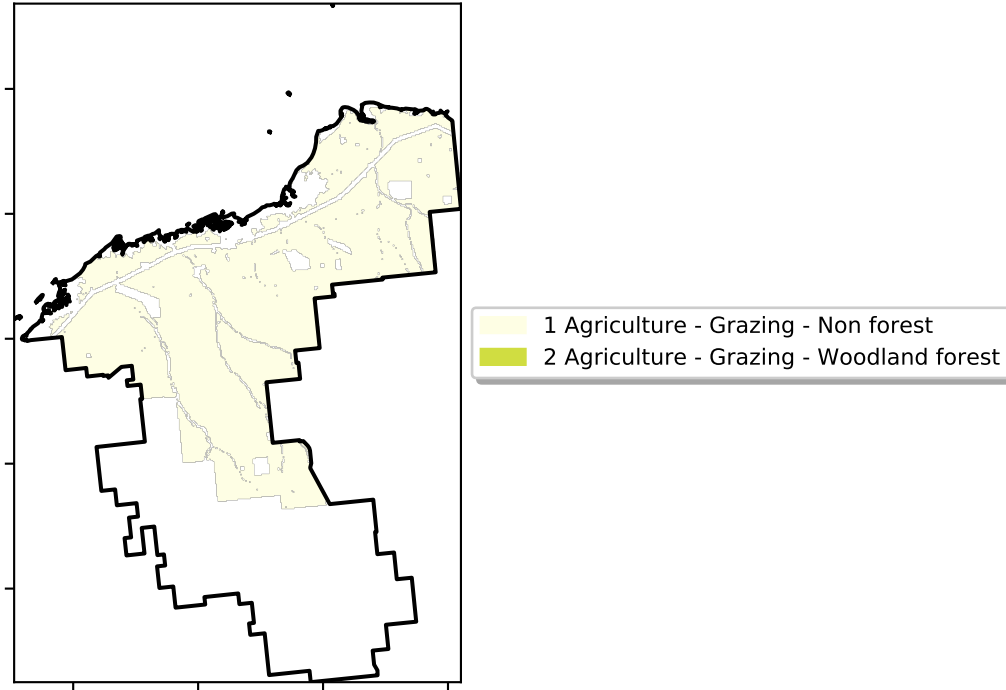 1 Agriculture - Grazing - Non forest
2 Agriculture - Grazing - Woodland forest